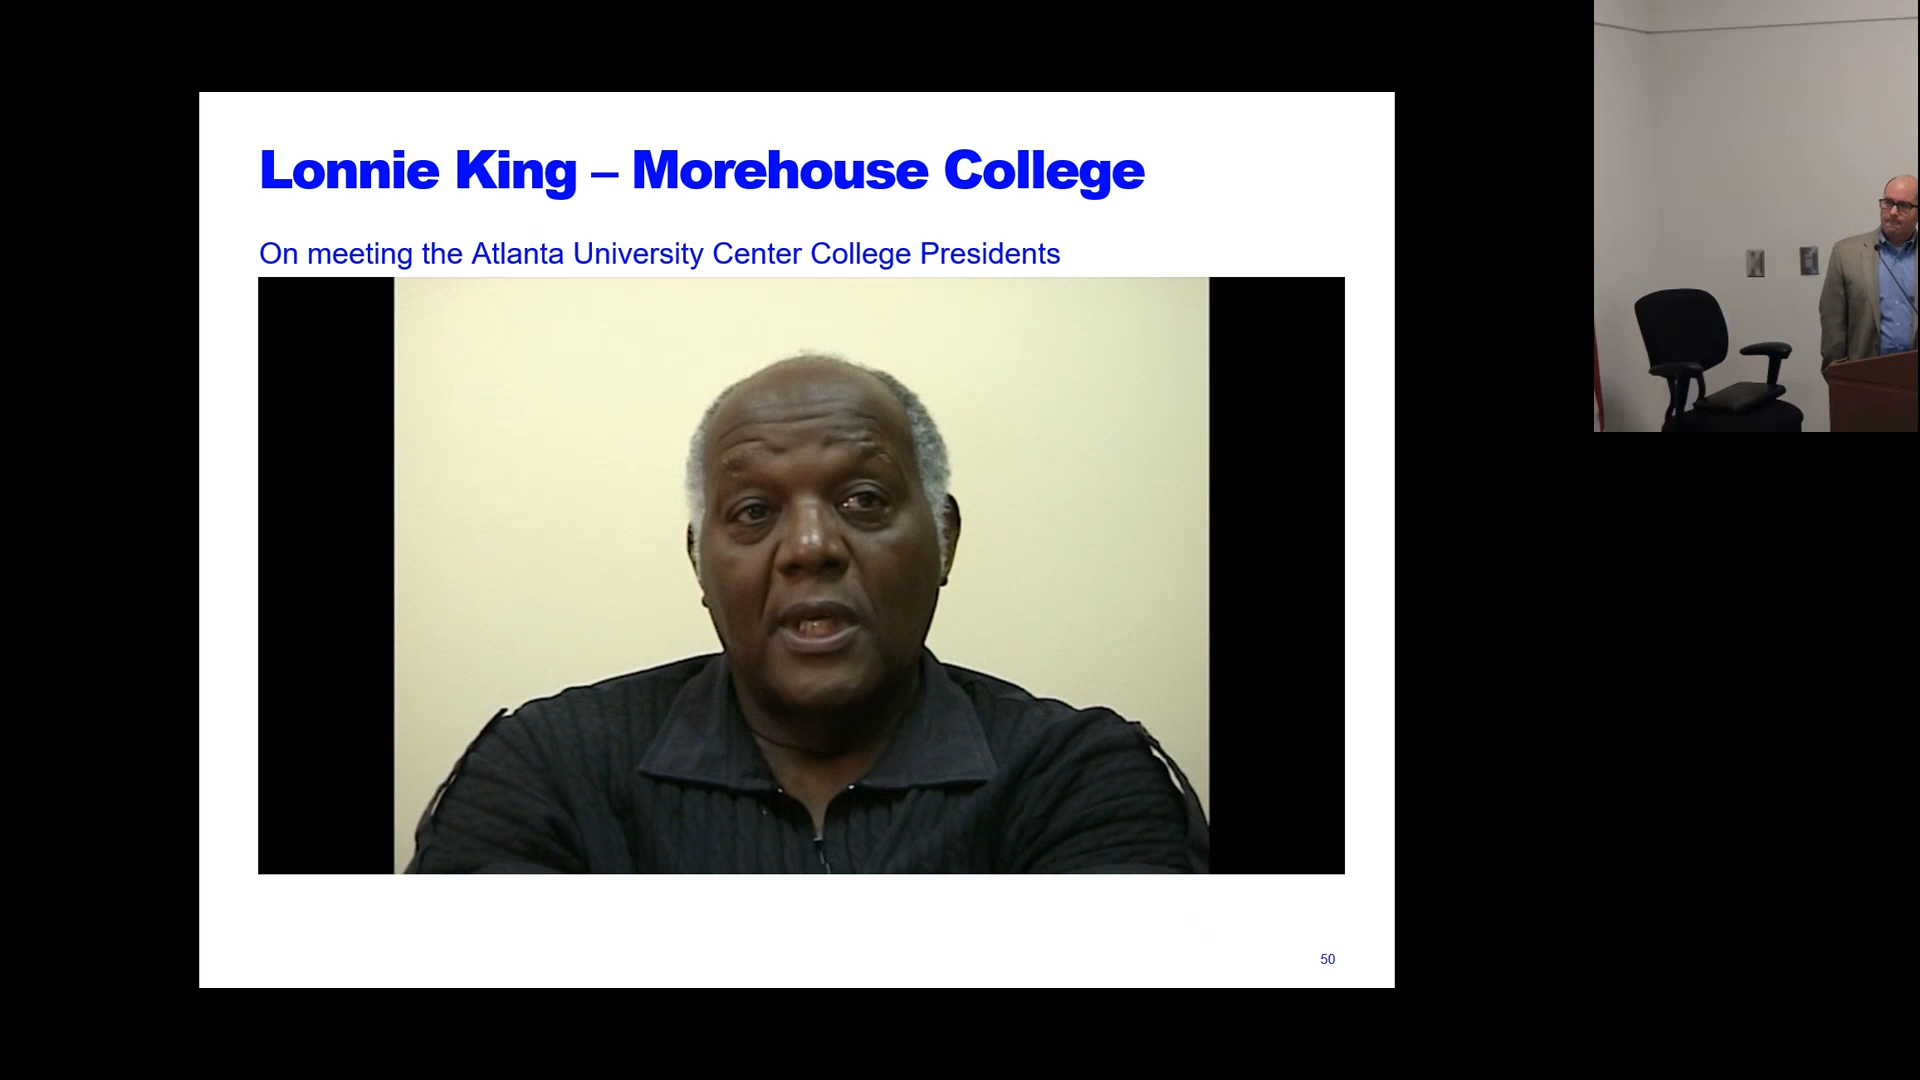 Lonnie King – Morehouse College
On meeting the Atlanta University Center College Presidents
50